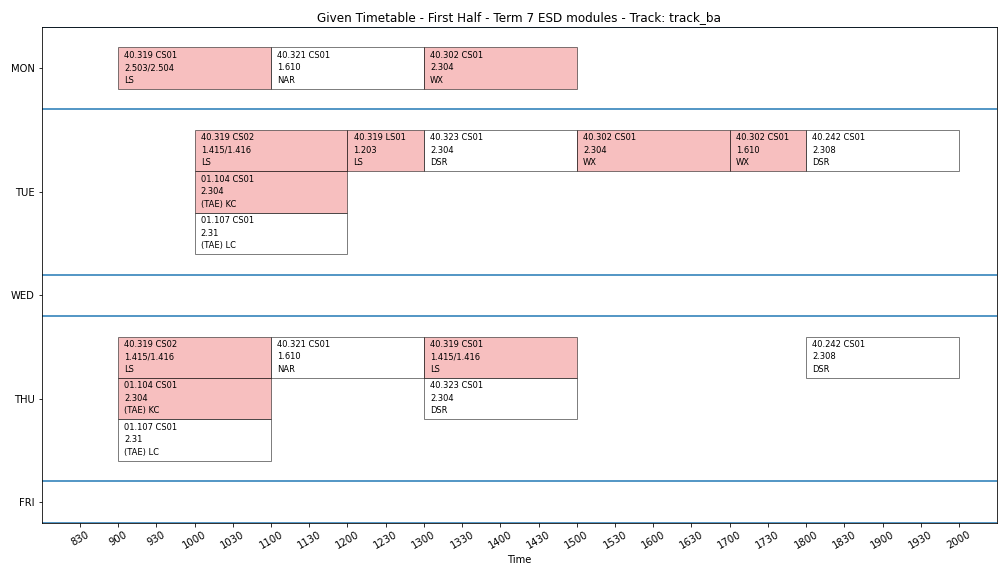 Given Timetable - First Half - Term 7 ESD modules - Track: track_ba
MON
40.319 CS01
2.503/2.504
LS
40.321 CS01
1.610
NAR
40.302 CS01
2.304
WX
TUE
40.319 CS02
1.415/1.416
LS
40.319 LS01
1.203
LS
40.323 CS01
2.304
DSR
40.302 CS01
2.304
WX
40.302 CS01
1.610
WX
40.242 CS01
2.308
DSR
01.104 CS01
2.304
(TAE) KC
01.107 CS01
2.31
(TAE) LC
WED
THU
40.319 CS02
1.415/1.416
LS
40.321 CS01
1.610
NAR
40.319 CS01
1.415/1.416
LS
40.242 CS01
2.308
DSR
01.104 CS01
2.304
(TAE) KC
40.323 CS01
2.304
DSR
01.107 CS01
2.31
(TAE) LC
FRI
830 900 930 1000 1030 1100 1130 1200 1230 1300 1330 1400 1430 1500 1600 1630 1700 1730 1800 1830 1900 1930 2000
Time